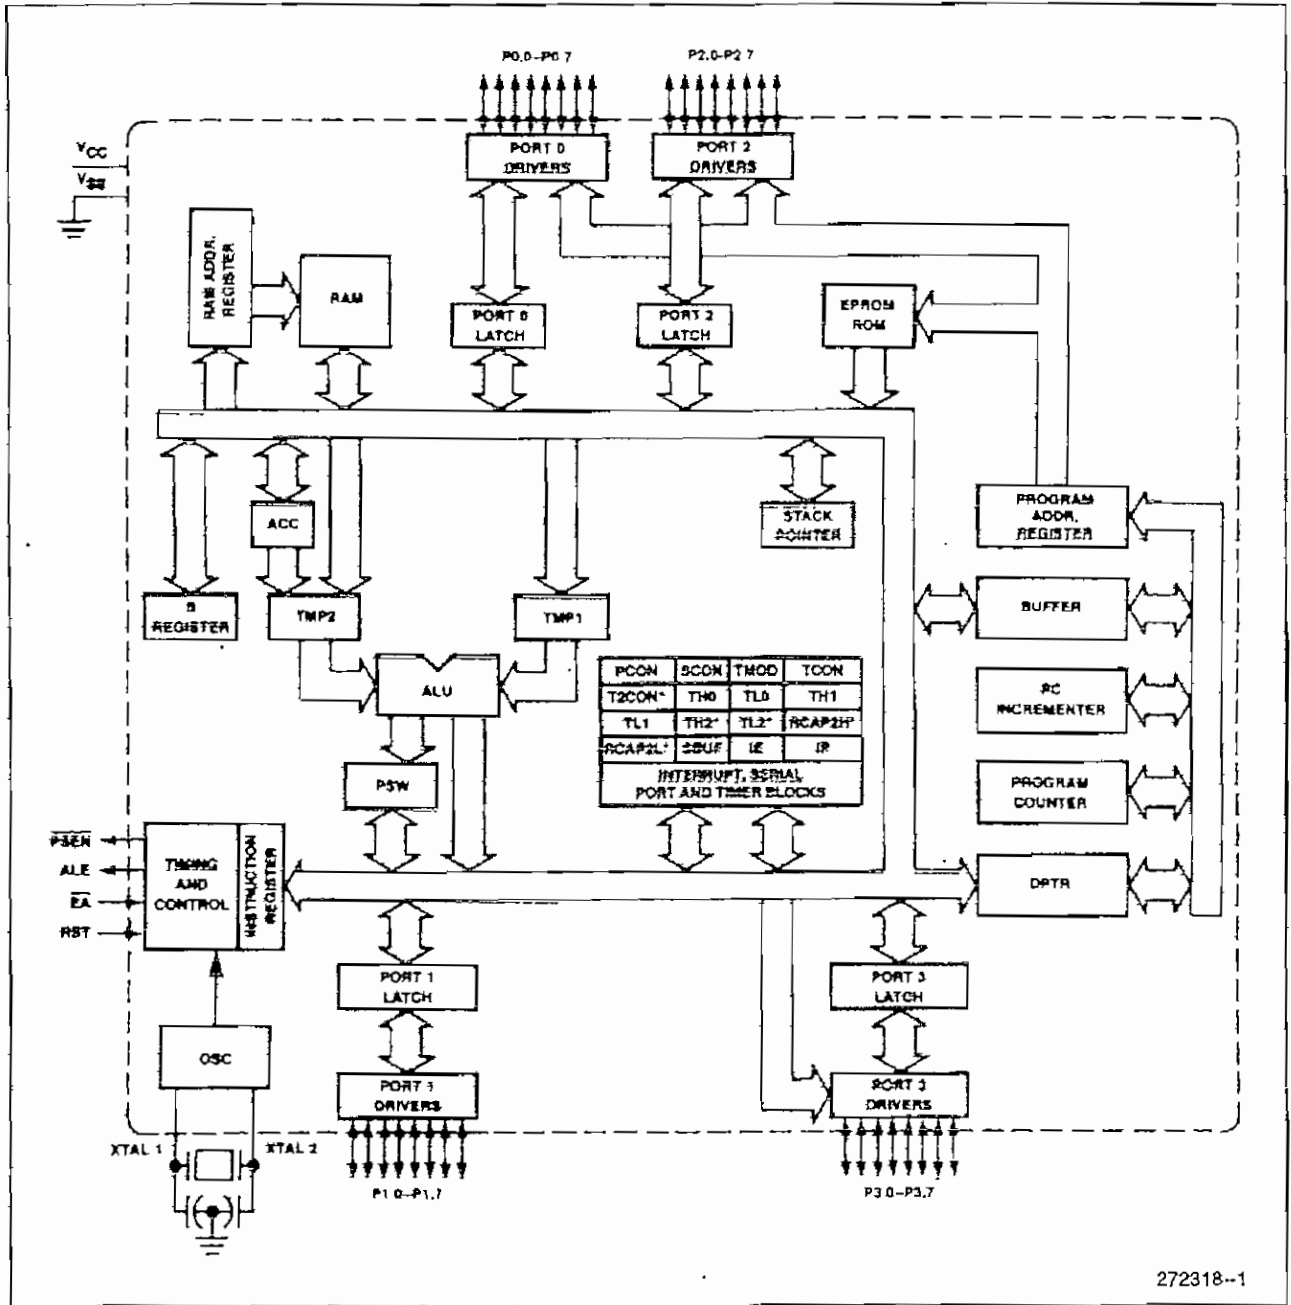 P0.0–P0.7
P2.0–P2.7
VCC
VSS
PORT 0
DRIVERS
PORT 2
DRIVERS
RAM ADDR.
REGISTER
RAM
PORT 0
LATCH
PORT 2
LATCH
EPROM
ROM
ACC
STACK
POINTER
PROGRAM
ADDR.
REGISTER
B
REGISTER
TMP2
TMP1
BUFFER
ALU
PCON SCON TMOD TCON
T2CON* TH0 TL0 TH1
TL1 TH2* TL2* RCAP2H*
RCAP2L* SBUF IE IP
INTERRUPT, SERIAL
PORT AND TIMER BLOCKS
PC
INCREMENTER
PSW
PROGRAM
COUNTER
PSEN
ALE
EA
RST
TIMING
AND
CONTROL
INSTRUCTION
REGISTER
DPTR
PORT 1
LATCH
PORT 3
LATCH
OSC
PORT 1
DRIVERS
PORT 3
DRIVERS
XTAL 1
XTAL 2
P1.0–P1.7
P3.0–P3.7
272318–1